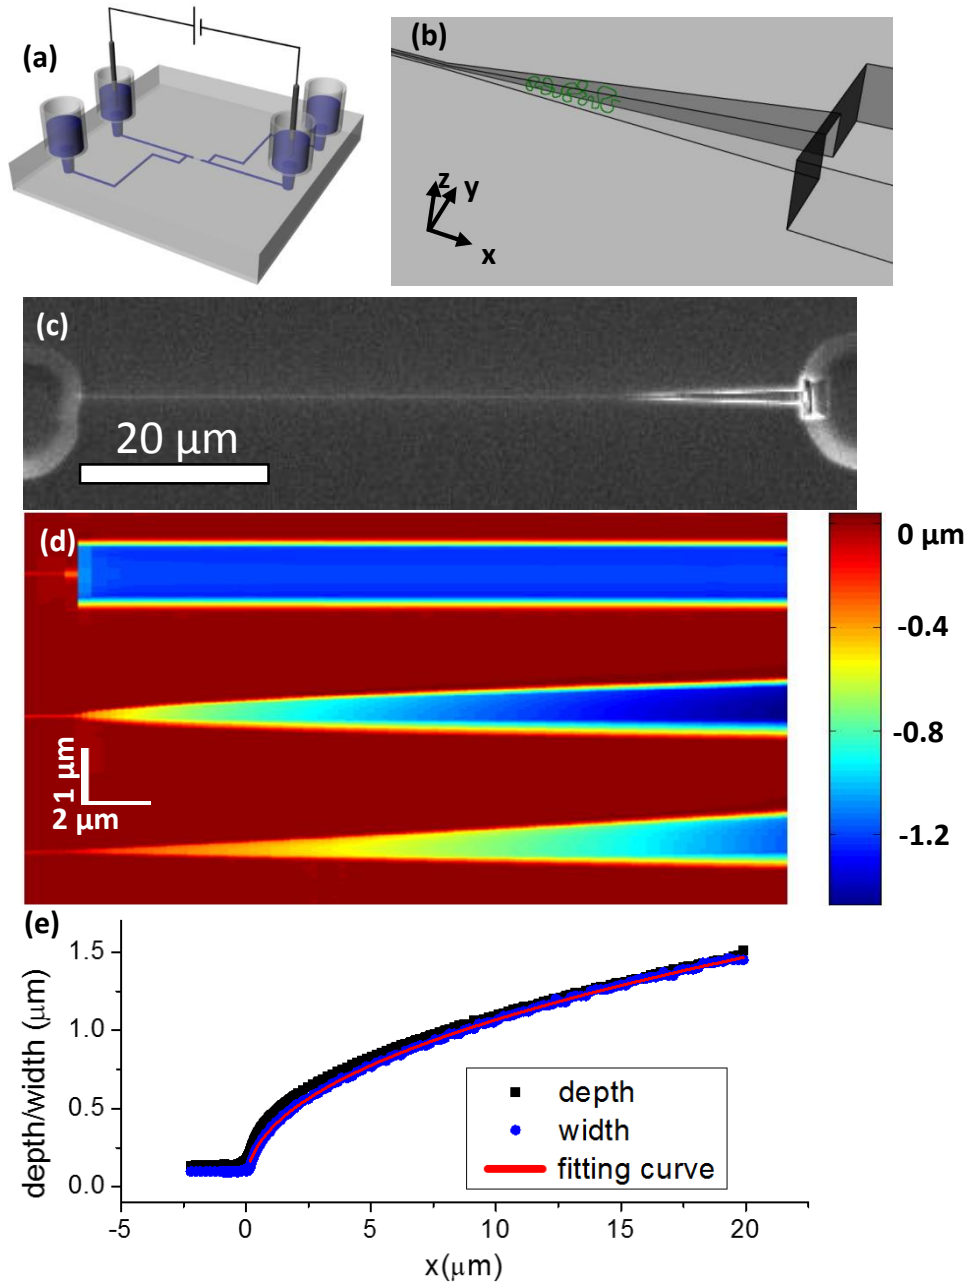 (a)
(b)
z
y
x
(c)
20 μm
(d)
0 μm
-0.4
-0.8
-1.2
1 μm
2 μm
(e)
depth/width (μm)
1.5
1.0
0.5
0.0
depth
width
fitting curve
-5
0
5
10
15
20
x(μm)